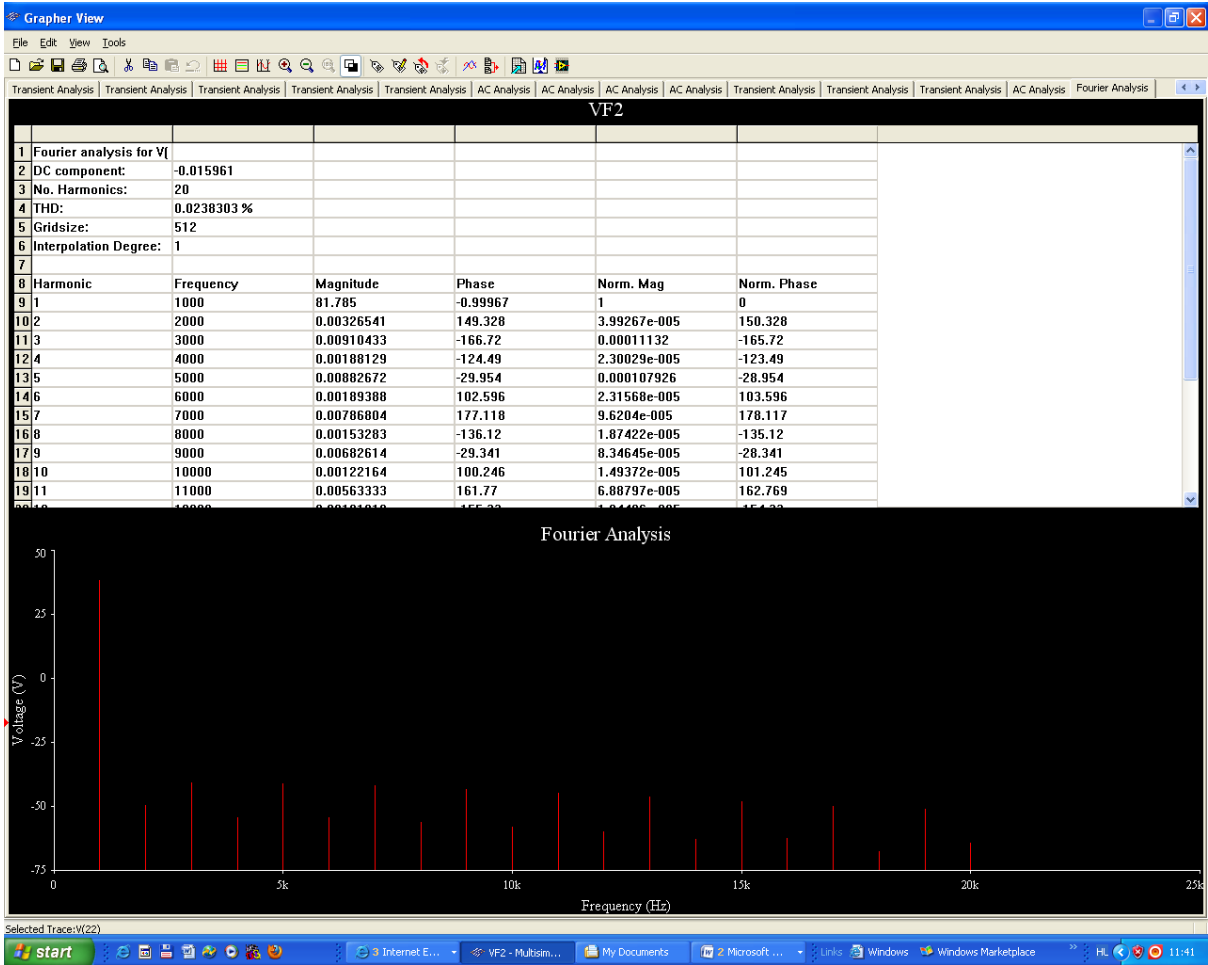 Grapher View
File Edit View Tools
Transient Analysis Transient Analysis Transient Analysis Transient Analysis Transient Analysis AC Analysis AC Analysis AC Analysis AC Analysis Transient Analysis Transient Analysis Transient Analysis AC Analysis Fourier Analysis
VF2
1 Fourier analysis for V(
2 DC component: -0.015961
3 No. Harmonics: 20
4 THD: 0.0238303 %
5 Gridsize: 512
6 Interpolation Degree: 1
7
8 Harmonic Frequency Magnitude Phase Norm. Mag Norm. Phase
9 1 1000 81.785 -0.99967 1 0
10 2 2000 0.00326541 149.328 3.99267e-005 150.328
11 3 3000 0.00910433 -166.72 0.00011132 -165.72
12 4 4000 0.00188129 -124.49 2.30029e-005 -123.49
13 5 5000 0.00882672 -29.954 0.000107926 -28.954
14 6 6000 0.00189388 102.596 2.31568e-005 103.596
15 7 7000 0.00786804 177.118 9.6204e-005 178.117
16 8 8000 0.00153283 -136.12 1.87422e-005 -135.12
17 9 9000 0.00682614 -29.341 8.34645e-005 -28.341
18 10 10000 0.00122164 100.246 1.49372e-005 101.245
19 11 11000 0.00563333 161.77 6.88797e-005 162.769
Fourier Analysis
50
25
0
-25
-50
-75
Voltage (V)
0 5k 10k 15k 20k 25k
Frequency (Hz)
Selected Trace:V(22)
start 3 Internet E... VF2 - Multisim... My Documents 2 Microsoft ... Links Windows Windows Marketplace » HL 11:41